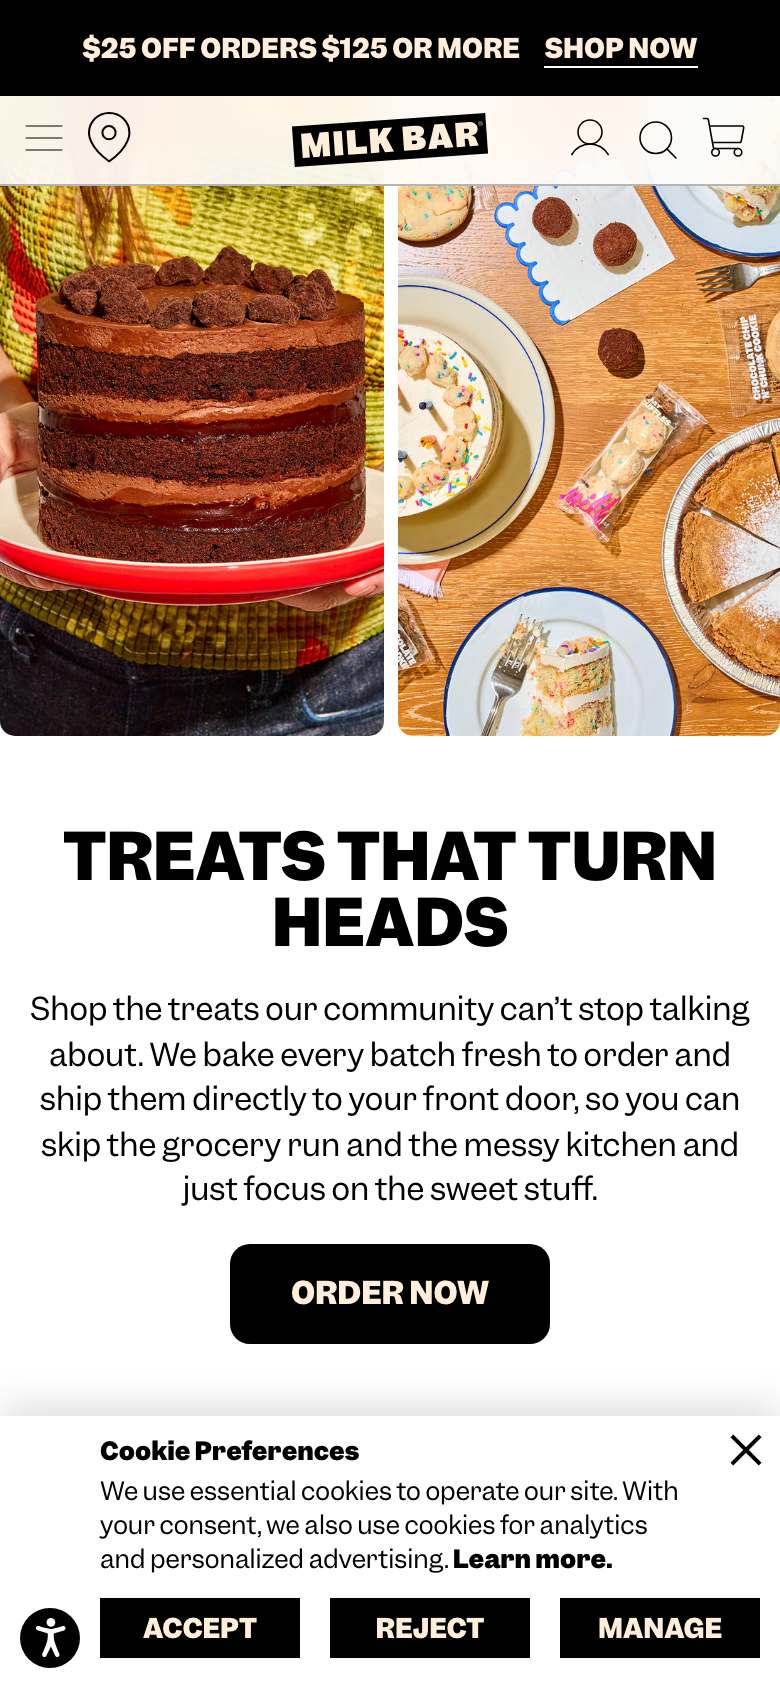 $25 OFF ORDERS $125 OR MORE SHOP NOW
MILK BAR®
CHOCOLATE CHIP
N' CHUNK COOKIE
TREATS THAT TURN
HEADS
Shop the treats our community can’t stop talking
about. We bake every batch fresh to order and
ship them directly to your front door, so you can
skip the grocery run and the messy kitchen and
just focus on the sweet stuff.
ORDER NOW
Cookie Preferences
We use essential cookies to operate our site. With
your consent, we also use cookies for analytics
and personalized advertising. Learn more.
ACCEPT REJECT MANAGE